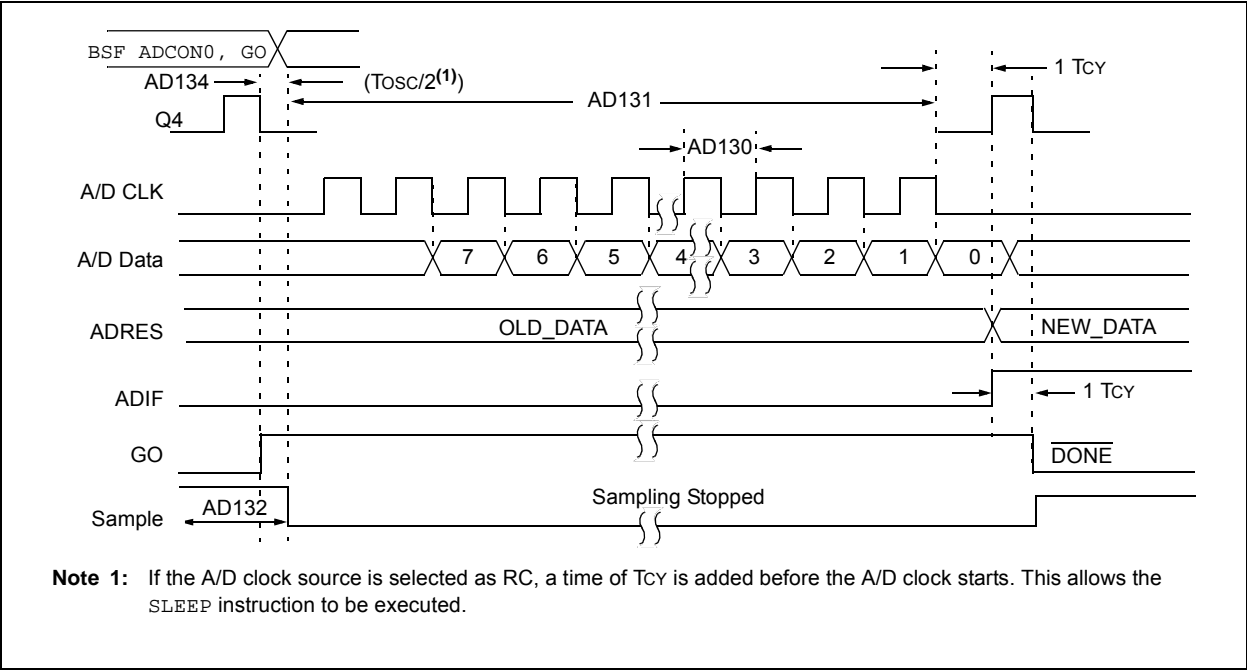 BSF ADCON0, GO
AD134 (TOSC/2(1)) 1 TCY
AD131
Q4
AD130
A/D CLK
A/D Data 7 6 5 4 3 2 1 0
ADRES OLD_DATA NEW_DATA
ADIF 1 TCY
GO DONE
Sampling Stopped
Sample AD132
Note 1: If the A/D clock source is selected as RC, a time of TCY is added before the A/D clock starts. This allows the
SLEEP instruction to be executed.